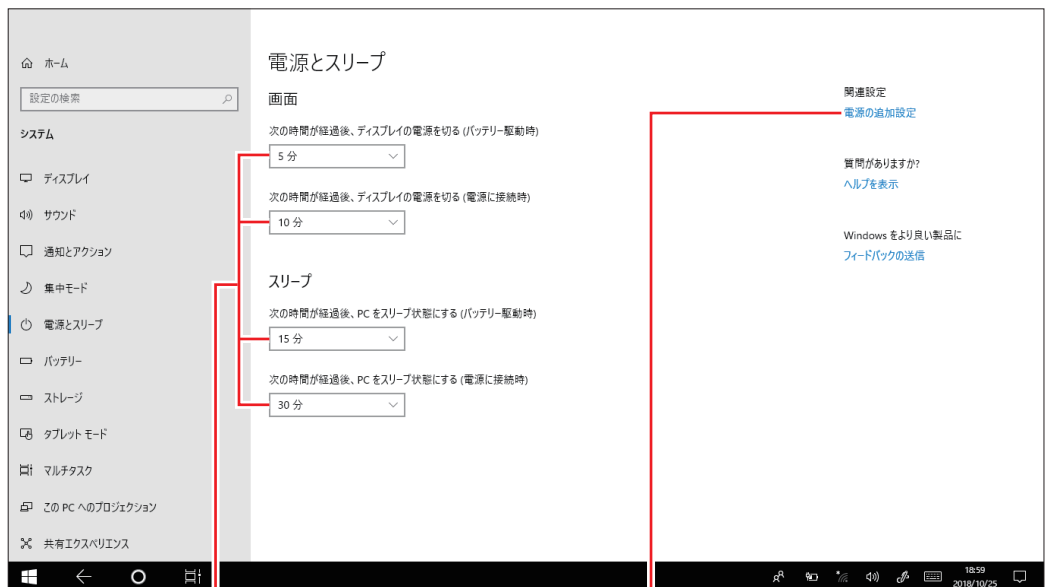 ホーム
設定の検索
システム
ディスプレイ
サウンド
通知とアクション
集中モード
電源とスリープ
バッテリー
ストレージ
タブレット モード
マルチタスク
この PC へのプロジェクション
共有エクスペリエンス
電源とスリープ
画面
次の時間が経過後、ディスプレイの電源を切る (バッテリー駆動時)
5 分
次の時間が経過後、ディスプレイの電源を切る (電源に接続時)
10 分
スリープ
次の時間が経過後、PC をスリープ状態にする (バッテリー駆動時)
15 分
次の時間が経過後、PC をスリープ状態にする (電源に接続時)
30 分
関連設定
電源の追加設定
質問がありますか?
ヘルプを表示
Windows をより良い製品に
フィードバックの送信
18:59
2018/10/25